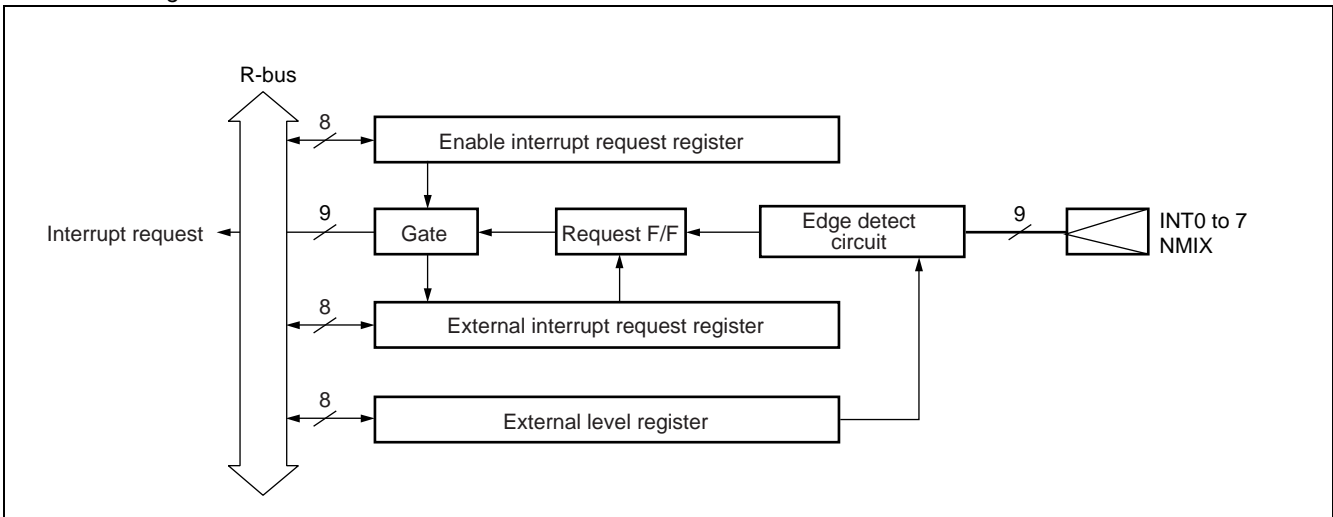 R-bus
8
Enable interrupt request register
Interrupt request
9
Gate
Request F/F
Edge detect
circuit
9
INT0 to 7
NMIX
8
External interrupt request register
8
External level register